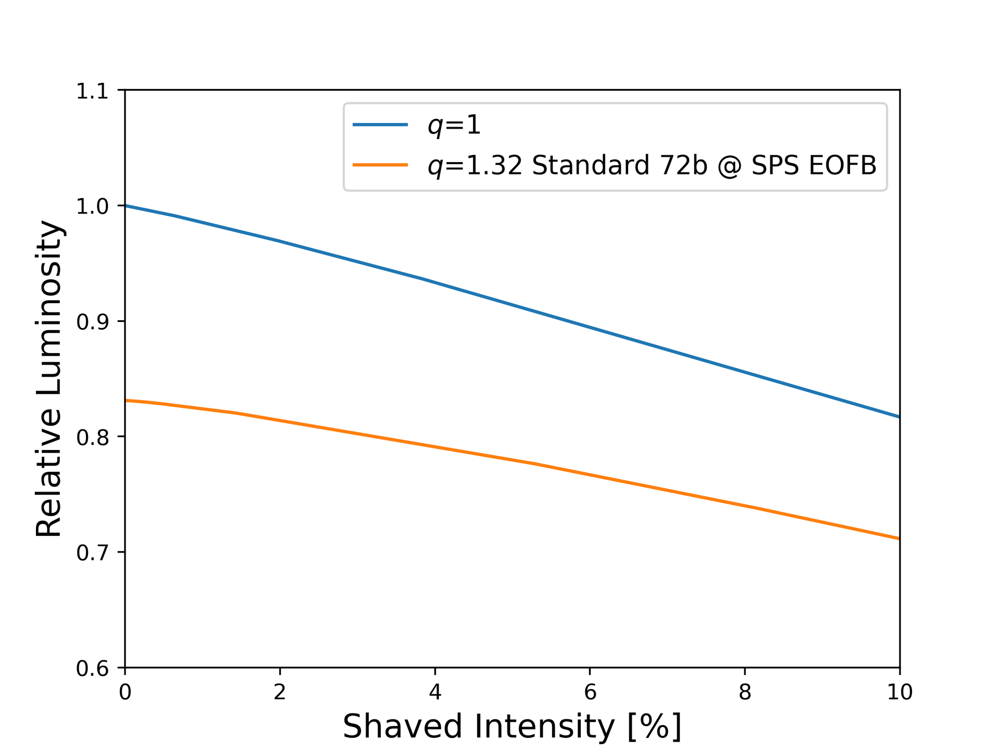 q=1
q=1.32 Standard 72b @ SPS EOFB
1.1
1.0
0.9
0.8
0.7
0.6
Relative Luminosity
0 2 4 6 8 10
Shaved Intensity [%]